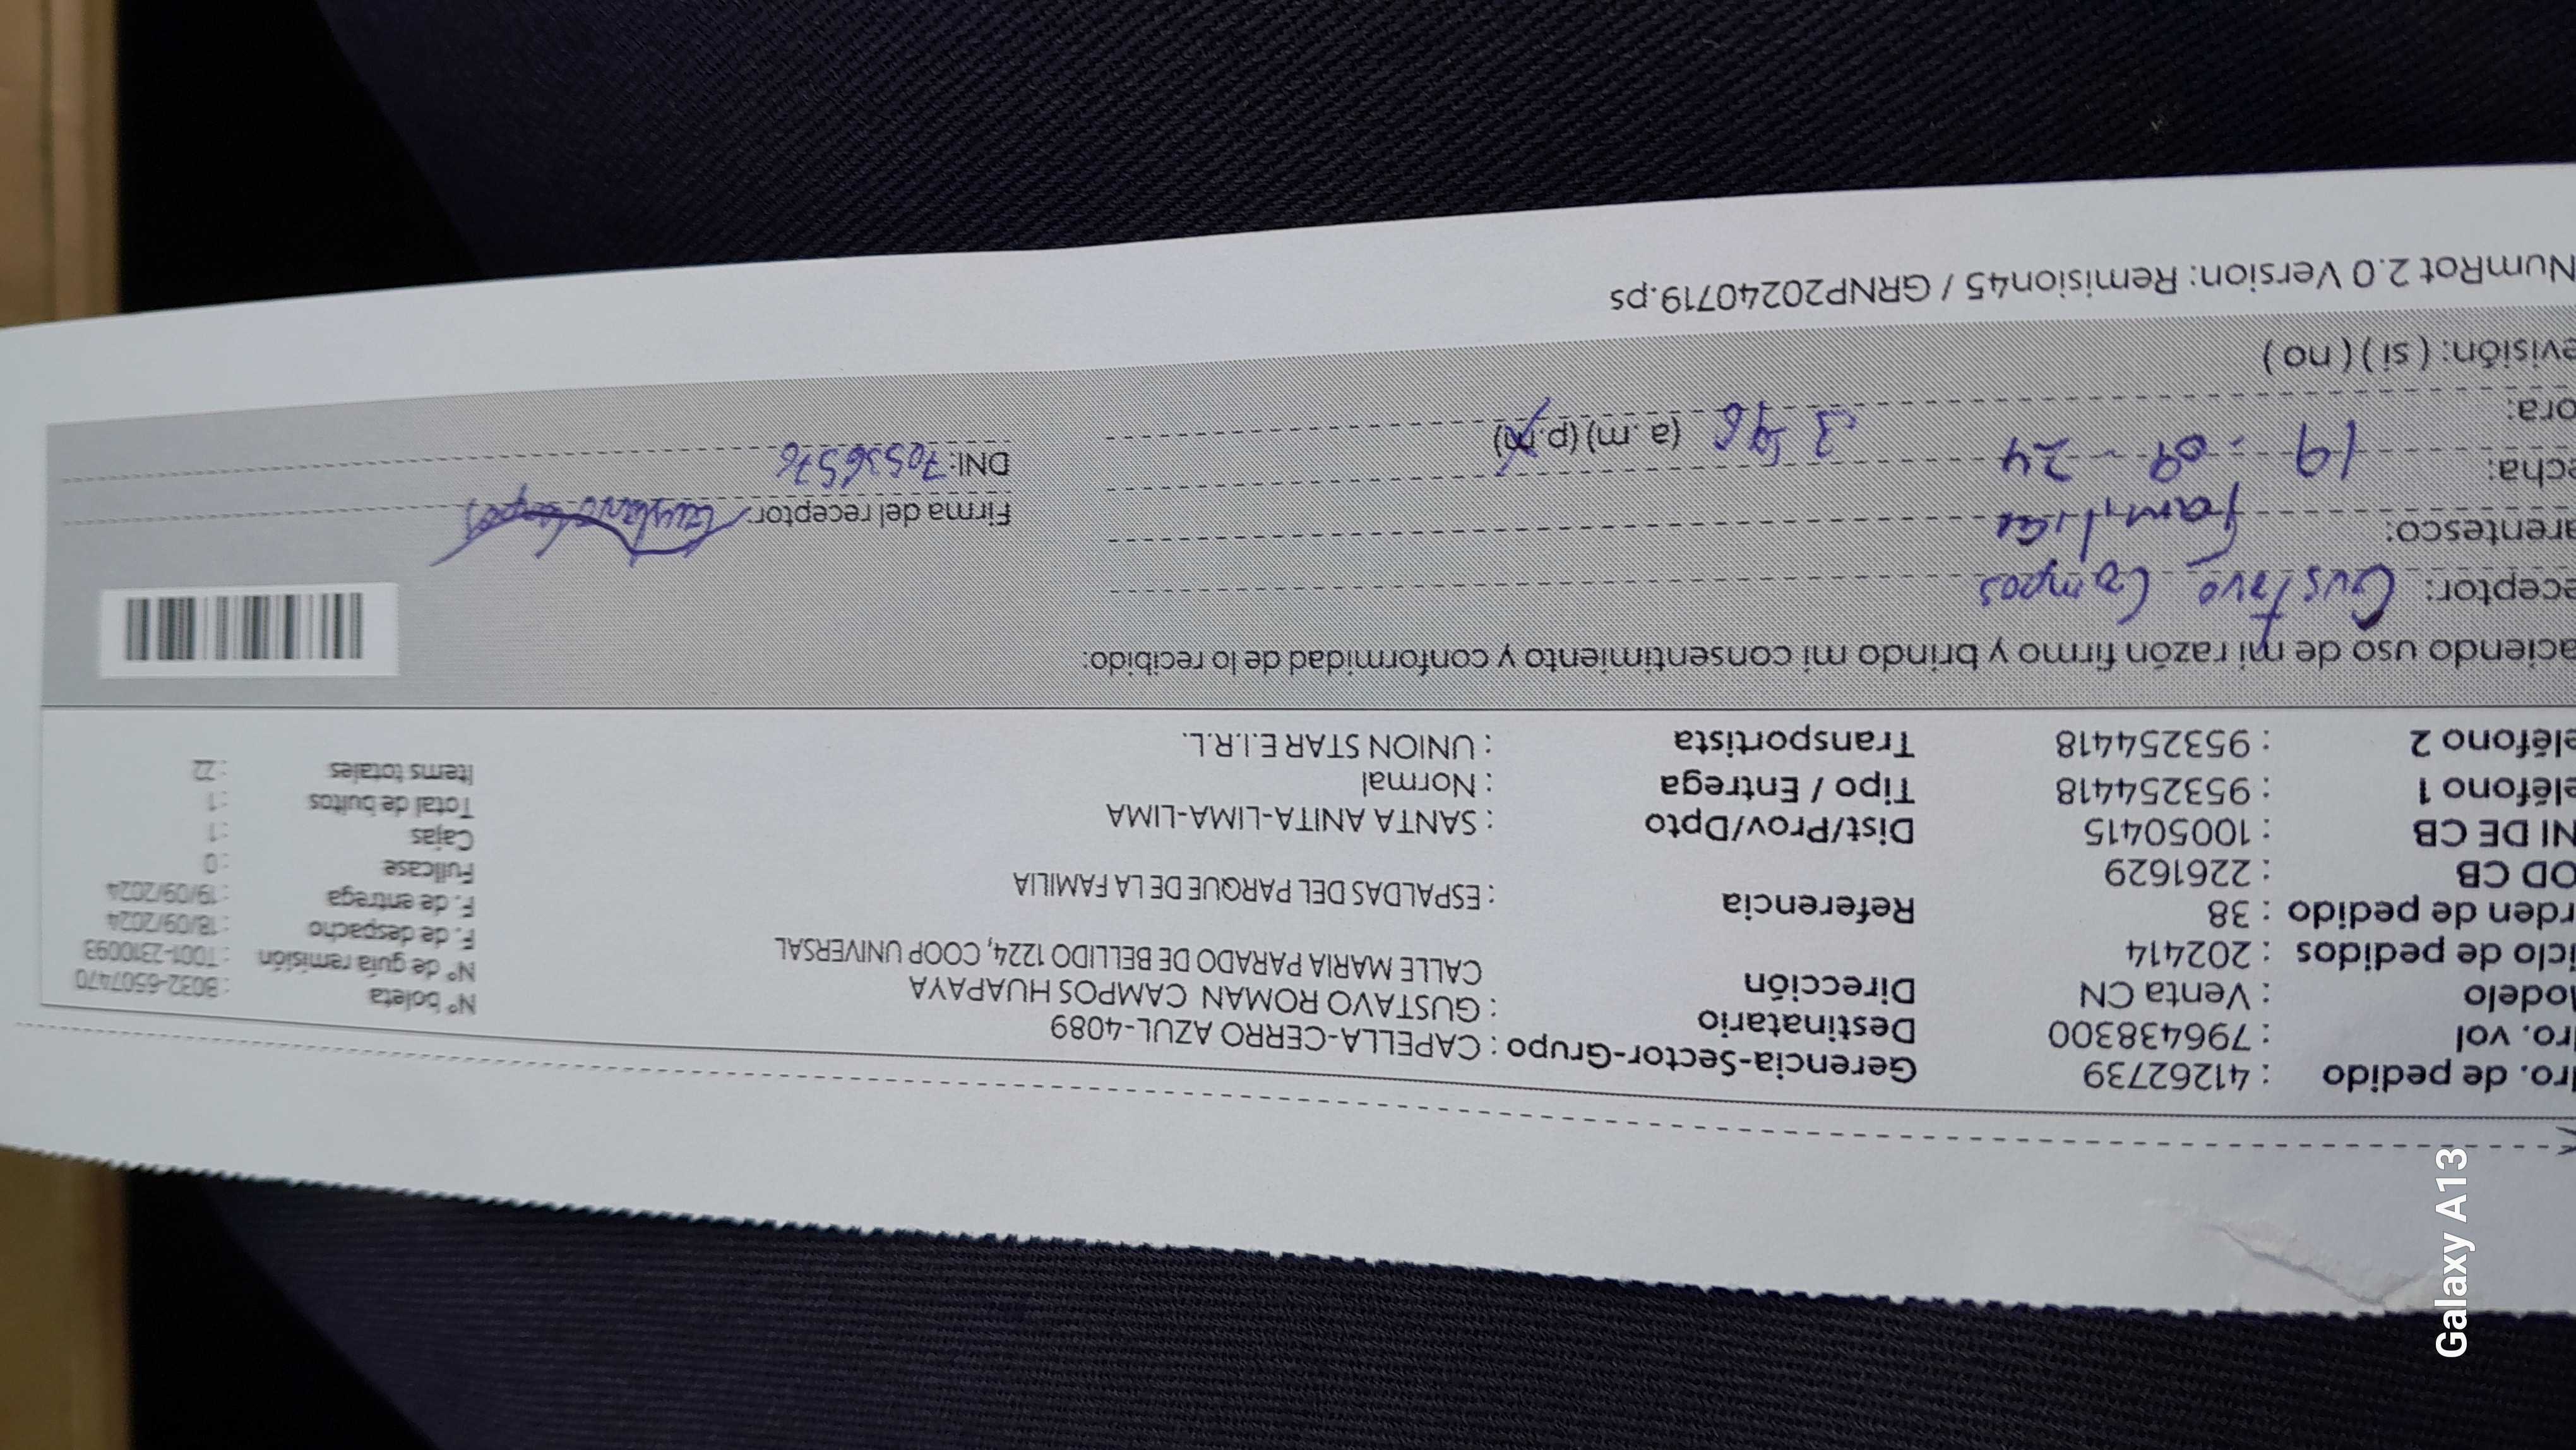 ro. de pedido : 41262739 Gerencia-Sector-Grupo : CAPELLA-CERRO AZUL-4089
ro. vol : 796438300 Destinatario : GUSTAVO ROMAN CAMPOS HUAPAYA
odelo : Venta CN Dirección CALLE MARIA PARADO DE BELLIDO 1224, COOP UNIVERSAL
iclo de pedidos : 202414
rden de pedido : 38 Referencia : ESPALDAS DEL PARQUE DE LA FAMILIA
OD CB : 2261629
NI DE CB : 10050415 Dist/Prov/Dpto : SANTA ANITA-LIMA-LIMA
eléfono 1 : 953254418 Tipo / Entrega : Normal
eléfono 2 : 953254418 Transportista : UNION STAR E.I.R.L.
N° boleta : B032-6507470
N° de guía remisión : T001-2310093
F. de despacho : 18/09/2024
F. de entrega : 19/09/2024
Fullcase : 0
Cajas : 1
Total de bultos : 1
Items totales : 22
aciendo uso de mi razón firmo y brindo mi consentimiento y conformidad de lo recibido:
eceptor: Gustavo Campos
arentesco: familiar
echa: 19 - 09 - 24
ora: 3 46 (a.m) (p.m)
evisión: ( si ) ( no )
Firma del receptor:
DNI: 70536576
NumRot 2.0 Version: Remision45 / GRNP20240719.ps
Galaxy A13